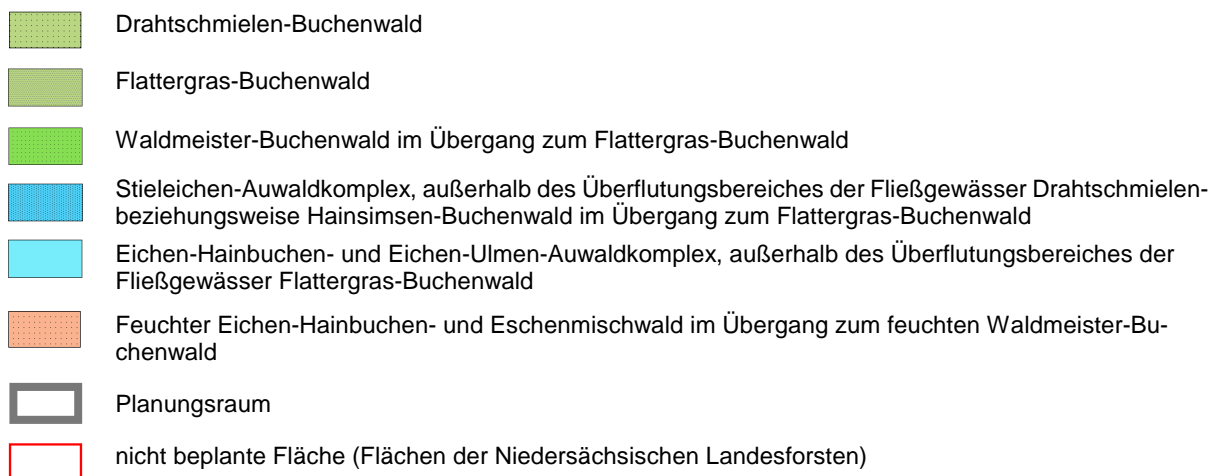 Drahtschmielen-Buchenwald
Flattergras-Buchenwald
Waldmeister-Buchenwald im Übergang zum Flattergras-Buchenwald
Stieleichen-Auwaldkomplex, außerhalb des Überflutungsbereiches der Fließgewässer Drahtschmielen-
beziehungsweise Hainsimsen-Buchenwald im Übergang zum Flattergras-Buchenwald
Eichen-Hainbuchen- und Eichen-Ulmen-Auwaldkomplex, außerhalb des Überflutungsbereiches der
Fließgewässer Flattergras-Buchenwald
Feuchter Eichen-Hainbuchen- und Eschenmischwald im Übergang zum feuchten Waldmeister-Bu-
chenwald
Planungsraum
nicht beplante Fläche (Flächen der Niedersächsischen Landesforsten)